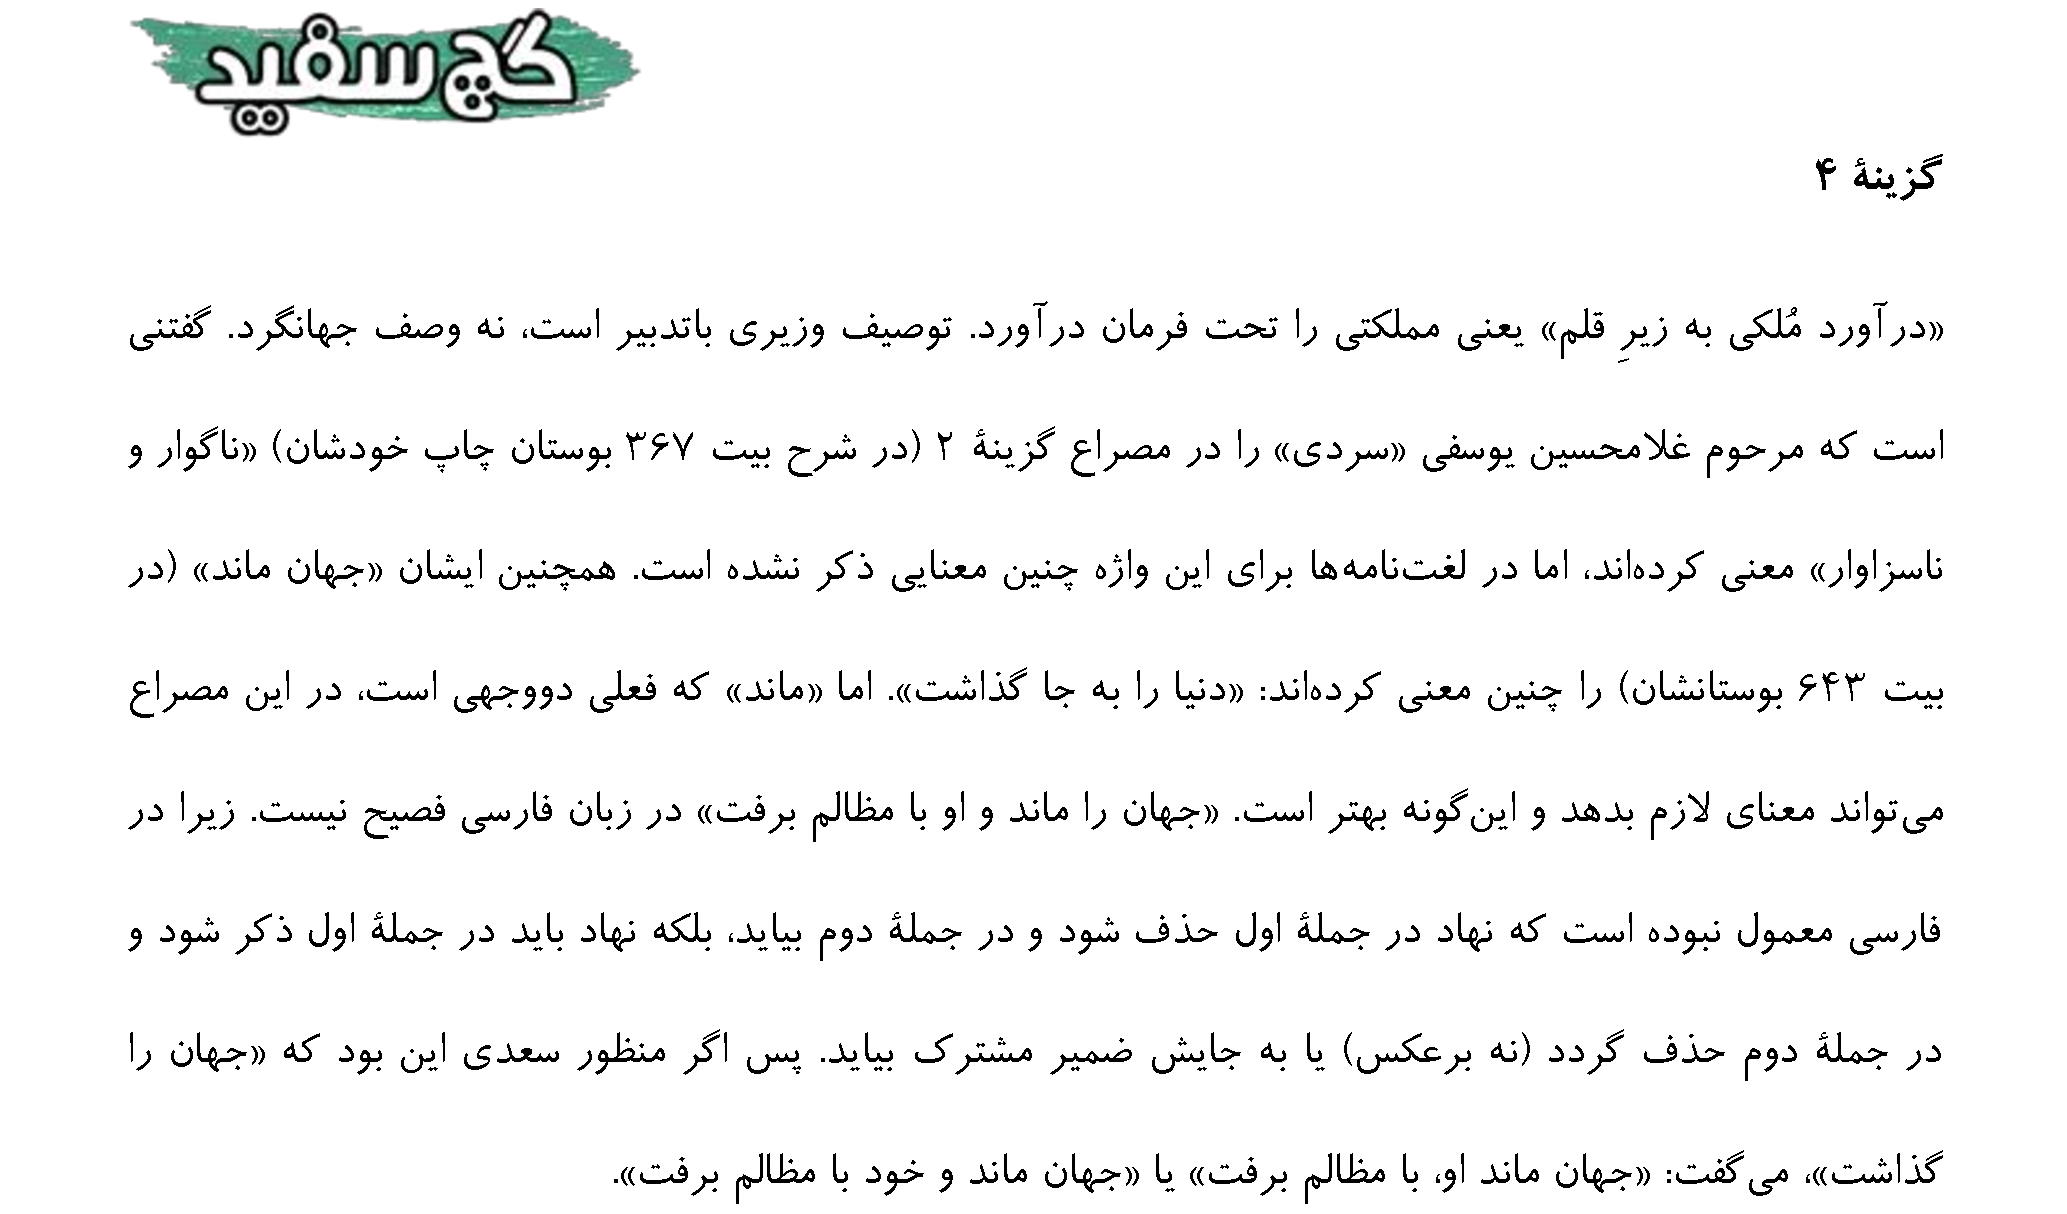 گچ سفید
گزینهٔ ۴
«درآورد مُلکی به زیرِ قلم» یعنی مملکتی را تحت فرمان درآورد. توصیف وزیری باتدبیر است، نه وصف جهانگرد. گفتنی
است که مرحوم غلامحسین یوسفی «سردی» را در مصراع گزینهٔ ۲ (در شرح بیت ۳۶۷ بوستان چاپ خودشان) «ناگوار و
ناسزاوار» معنی کرده‌اند، اما در لغت‌نامه‌ها برای این واژه چنین معنایی ذکر نشده است. همچنین ایشان «جهان ماند» (در
بیت ۶۴۳ بوستانشان) را چنین معنی کرده‌اند: «دنیا را به جا گذاشت». اما «ماند» که فعلی دووجهی است، در این مصراع
می‌تواند معنای لازم بدهد و این‌گونه بهتر است. «جهان را ماند و او با مظالم برفت» در زبان فارسی فصیح نیست. زیرا در
فارسی معمول نبوده است که نهاد در جملهٔ اول حذف شود و در جملهٔ دوم بیاید، بلکه نهاد باید در جملهٔ اول ذکر شود و
در جملهٔ دوم حذف گردد (نه برعکس) یا به جایش ضمیر مشترک بیاید. پس اگر منظور سعدی این بود که «جهان را
گذاشت»، می‌گفت: «جهان ماند او، با مظالم برفت» یا «جهان ماند و خود با مظالم برفت».